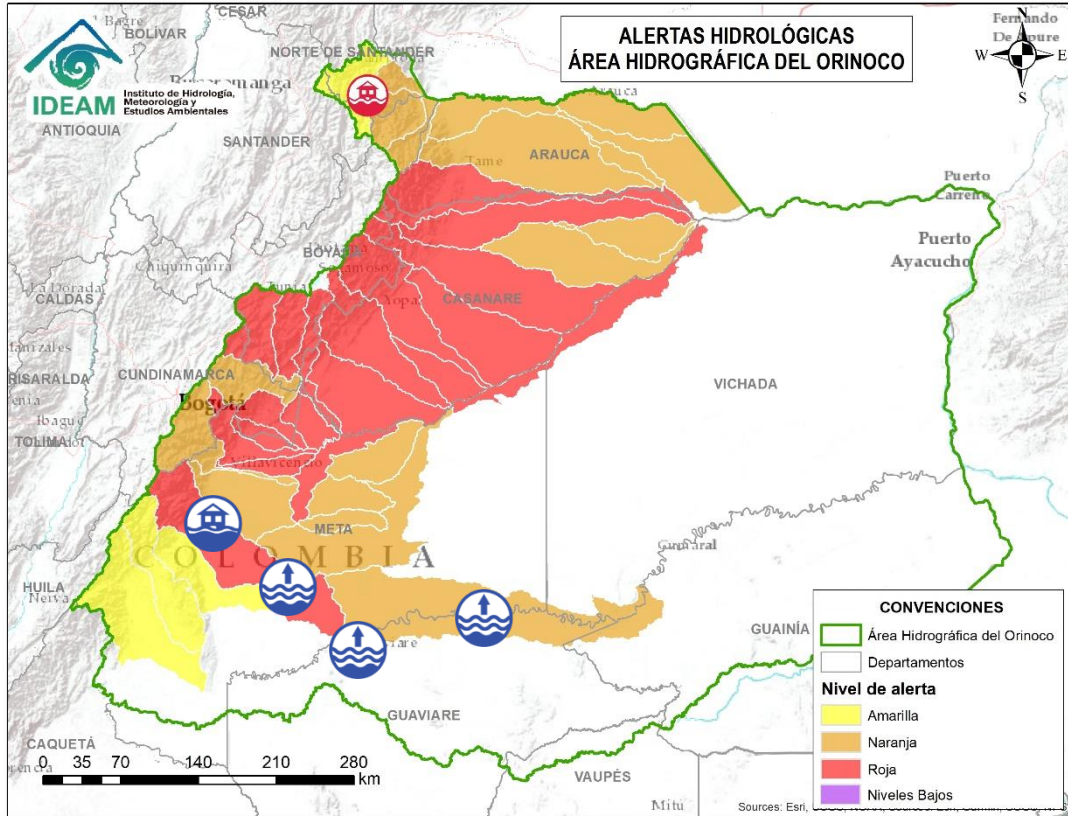 ALERTAS HIDROLÓGICAS
ÁREA HIDROGRÁFICA DEL ORINOCO
N
W
E
S
IDEAM
Instituto de Hidrología,
Meteorología y
Estudios Ambientales
CESAR
BOLÍVAR
NORTE DE SANTANDER
Fernando
De Apure
ANTIOQUIA
SANTANDER
Arauca
ARAUCA
Tame
Puerto
Carreño
Puerto
Ayacucho
BOYACÁ
Chiquinquira
La Dorada
CALDAS
Yopal
CASANARE
VICHADA
CUNDINAMARCA
RISARALDA
Bogotá
Ibague
TOLIMA
Villavicencio
META
COLOMBIA
HUILA
Neiva
GUAINÍA
GUAVIARE
CAQUETÁ
VAUPÉS
Mitú
0 35 70 140 210 280
km
CONVENCIONES
Área Hidrográfica del Orinoco
Departamentos
Nivel de alerta
Amarilla
Naranja
Roja
Niveles Bajos
Sources: Esri,